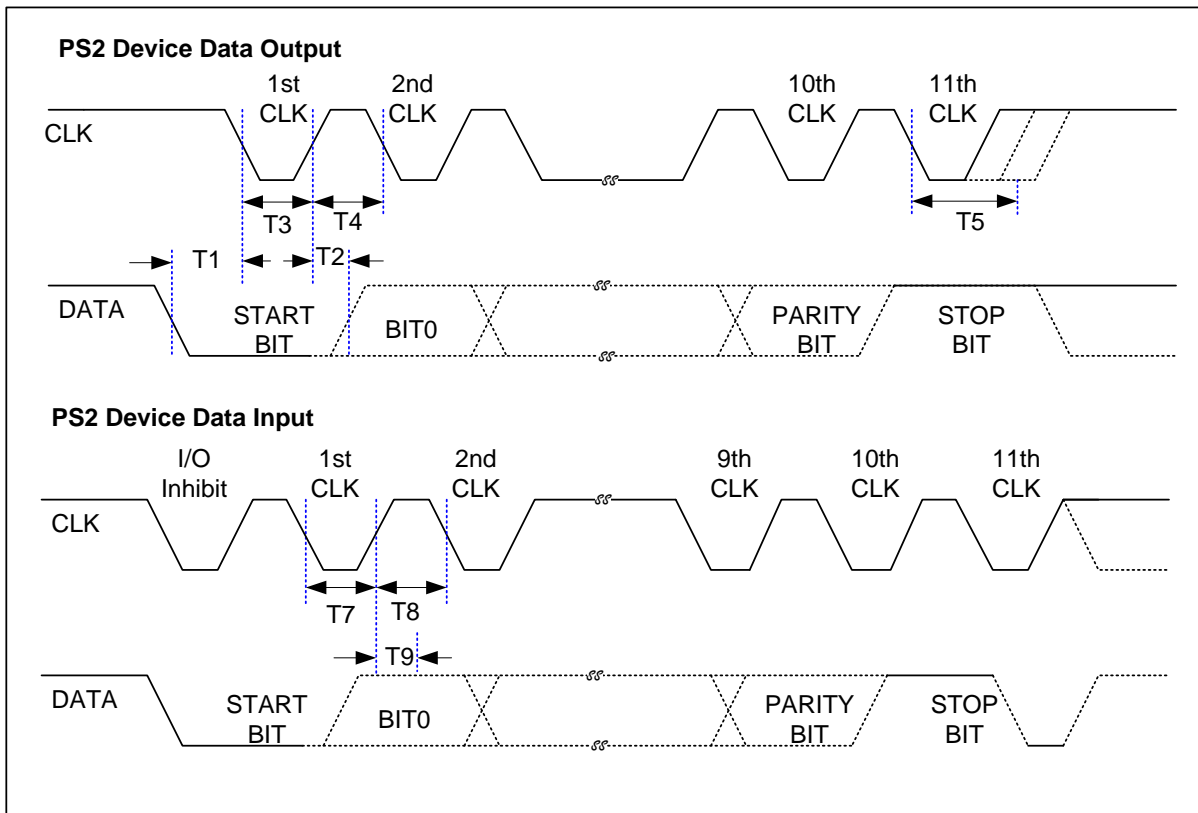 PS2 Device Data Output
1st
CLK
2nd
CLK
10th
CLK
11th
CLK
CLK
T3
T4
T5
T1
T2
DATA
START
BIT
BIT0
PARITY
BIT
STOP
BIT
PS2 Device Data Input
I/O
Inhibit
1st
CLK
2nd
CLK
9th
CLK
10th
CLK
11th
CLK
CLK
T7
T8
T9
DATA
START
BIT
BIT0
PARITY
BIT
STOP
BIT